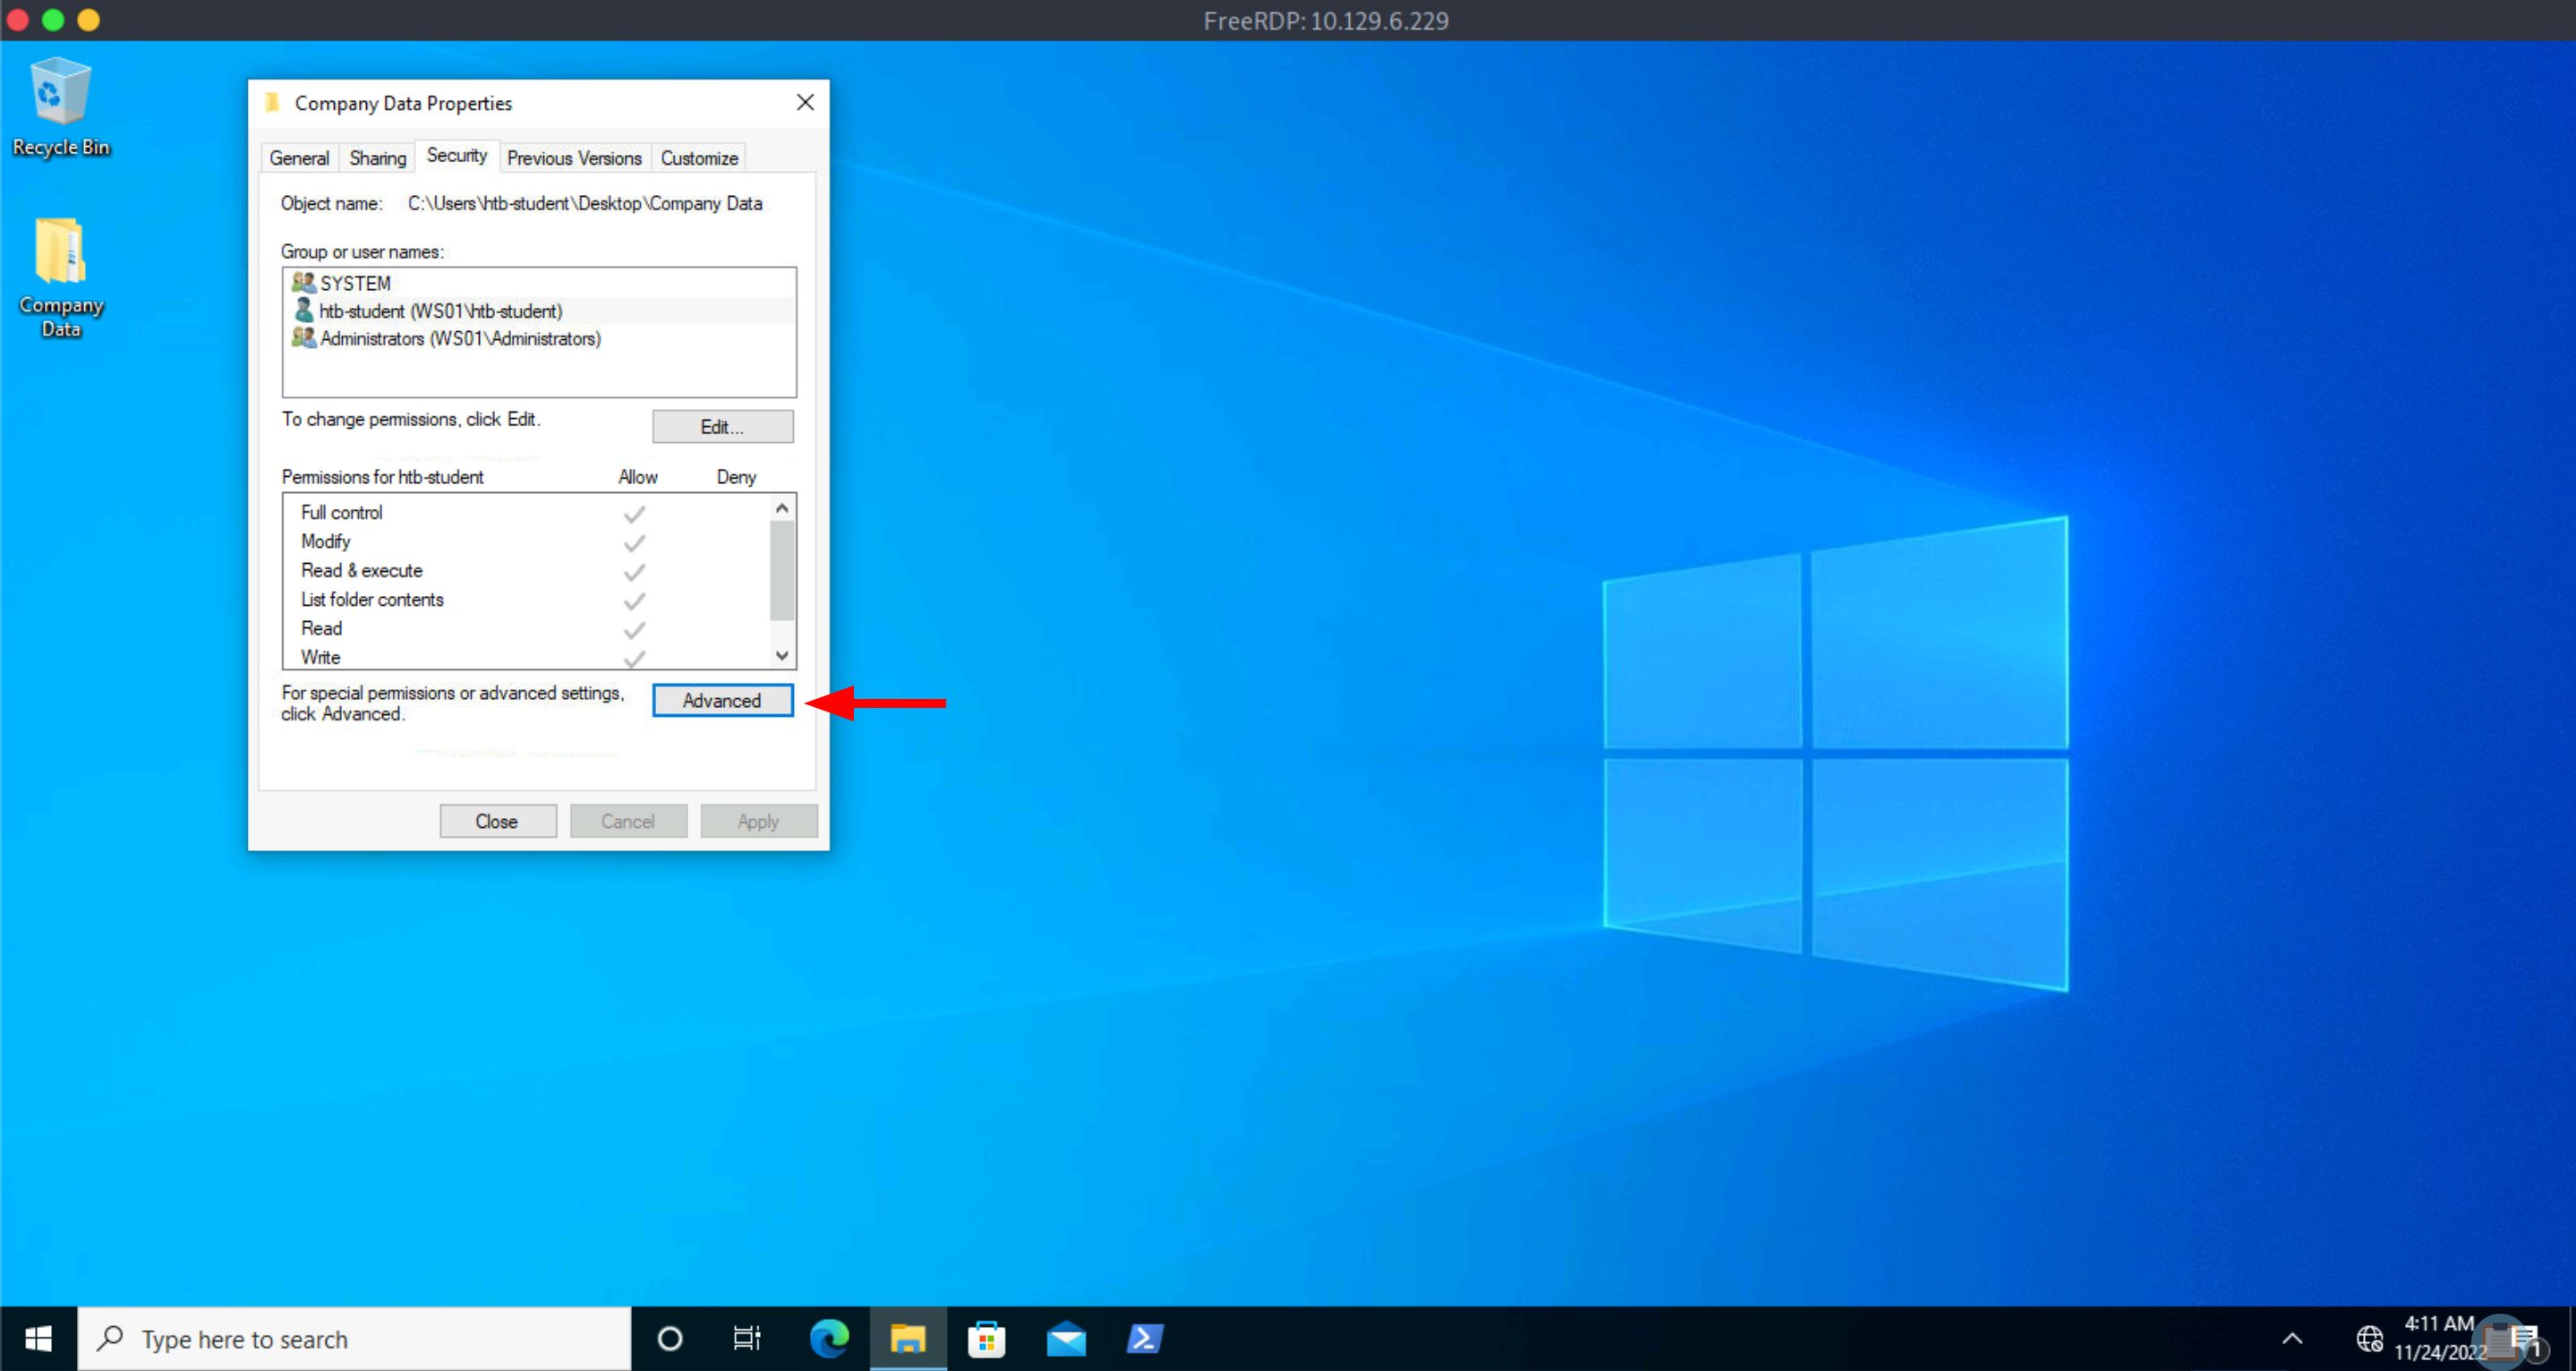 FreeRDP: 10.129.6.229
Recycle Bin
Company
Data
Company Data Properties
General
Sharing
Security
Previous Versions
Customize
Object name: C:\Users\htb-student\Desktop\Company Data
Group or user names:
SYSTEM
htb-student (WS01\htb-student)
Administrators (WS01\Administrators)
To change permissions, click Edit.
Edit...
Permissions for htb-student Allow Deny
Full control
Modify
Read & execute
List folder contents
Read
Write
For special permissions or advanced settings,
click Advanced.
Advanced
Close
Cancel
Apply
Type here to search
4:11 AM
11/24/2022
1